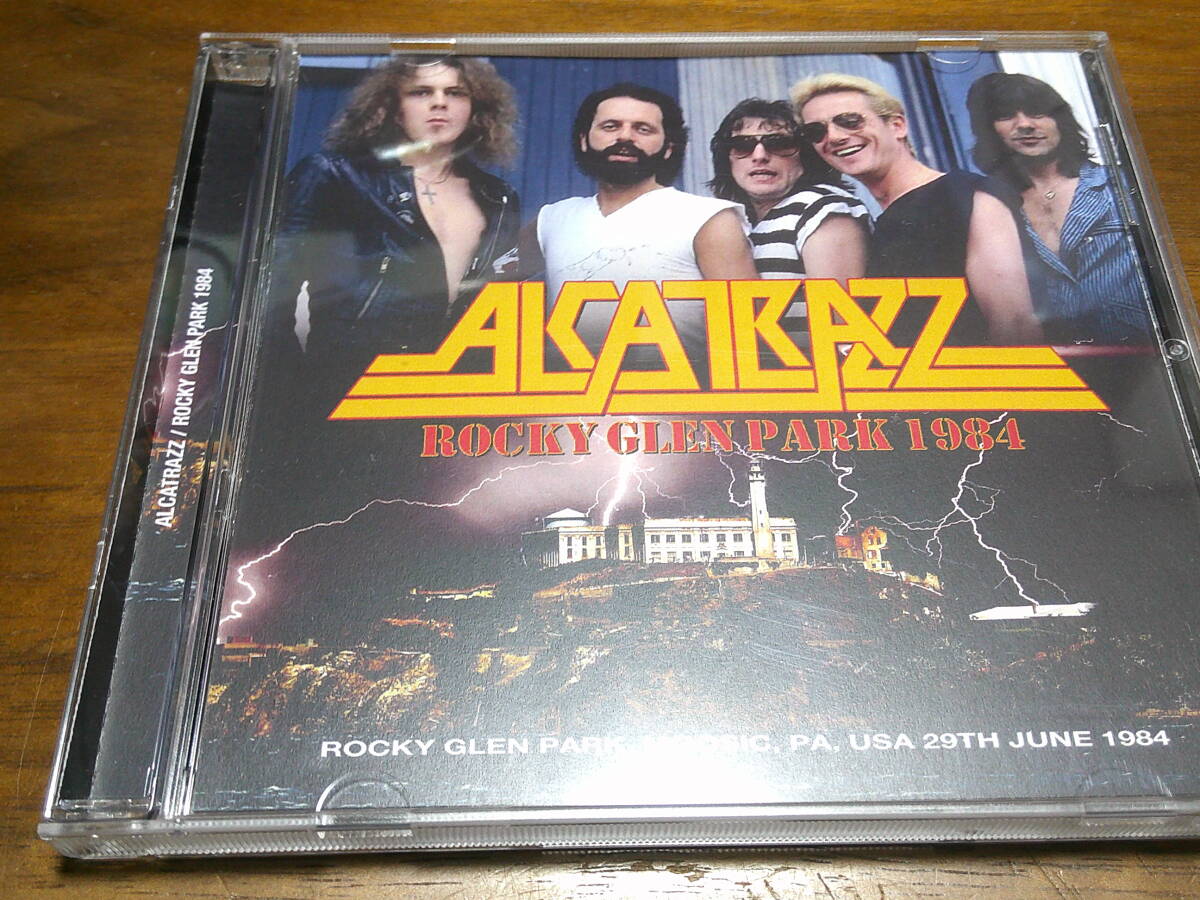 ALCATRAZZ
ROCKY GLEN PARK 1984
ROCKY GLEN PARK, PA, USA 29TH JUNE 1984
ALCATRAZZ / ROCKY GLEN PARK 1984